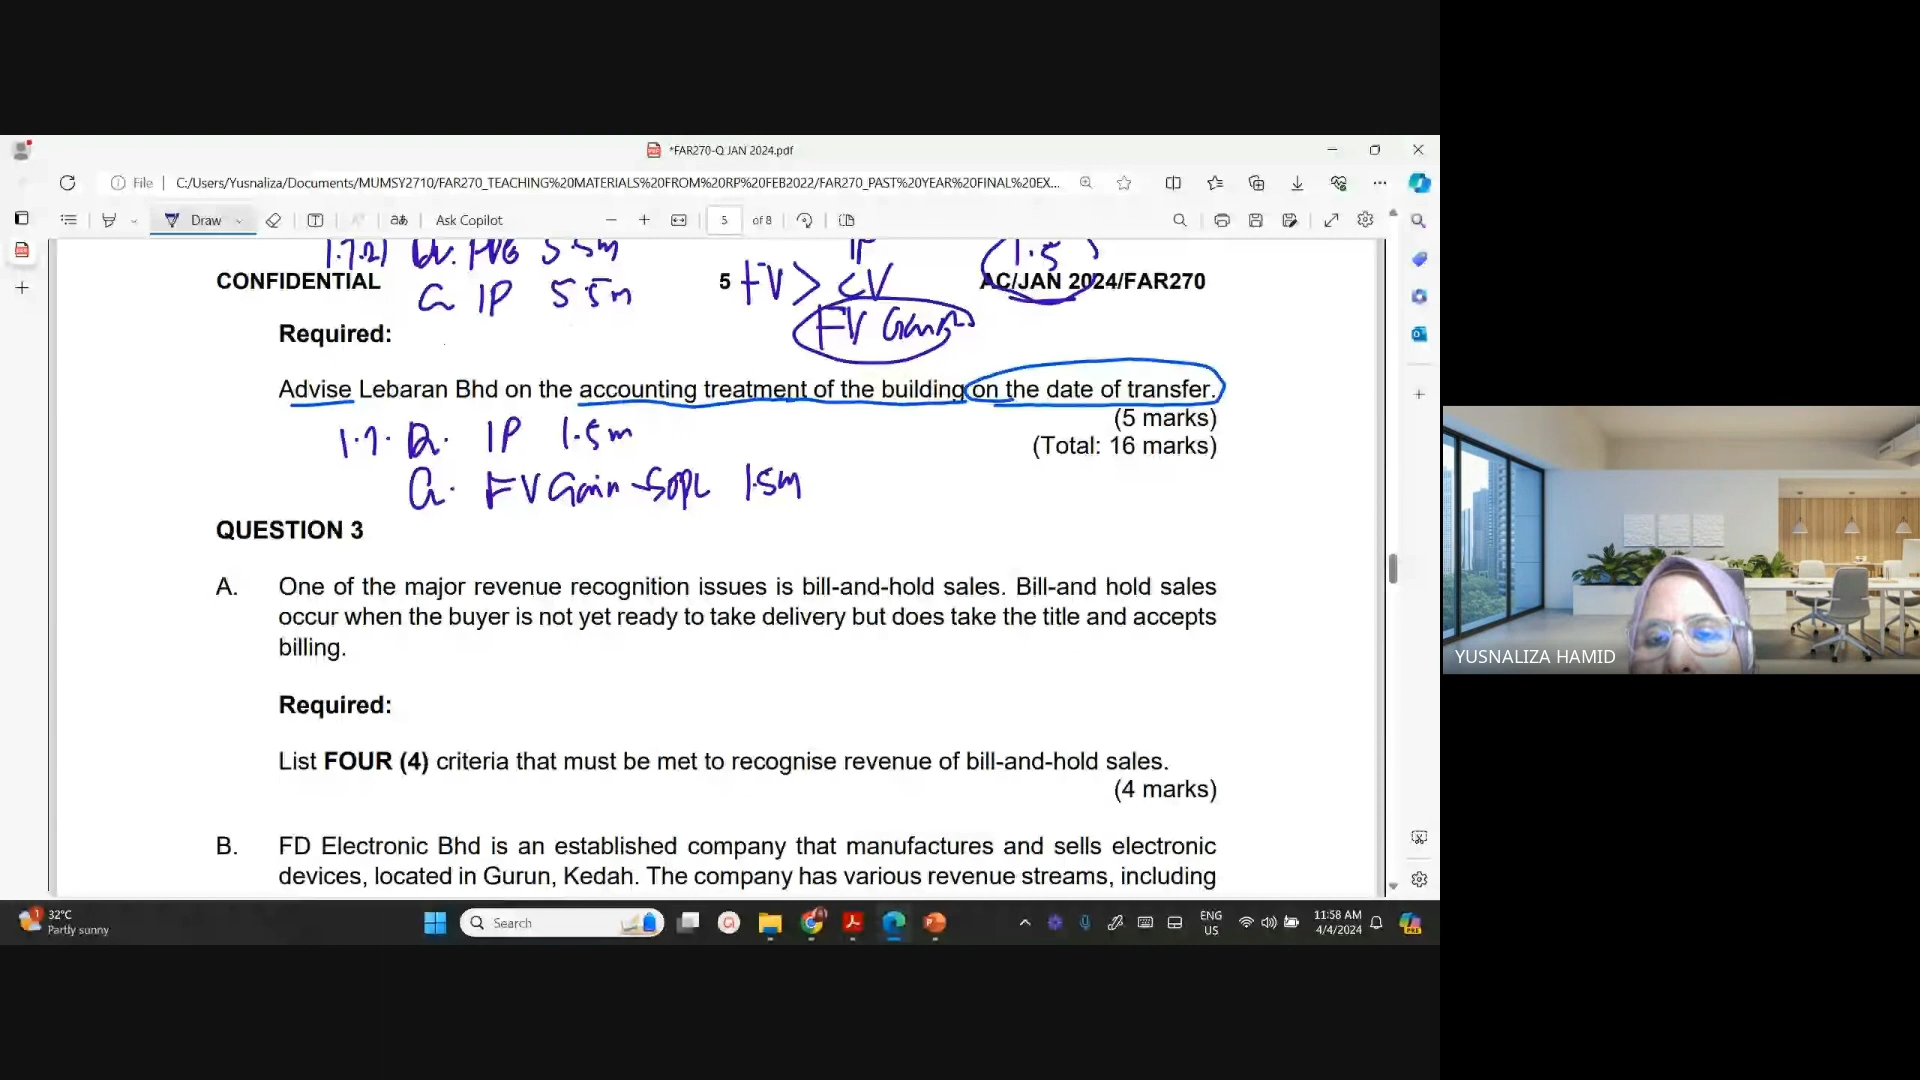 *FAR270-Q JAN 2024.pdf
File | C:/Users/Yusnaliza/Documents/MUMSY2710/FAR270_TEACHING%20MATERIALS%20FROM%20RP%20FEB2022/FAR270_PAST%20YEAR%20FINAL%20EX...
Draw Ask Copilot 5 of 8
1.7.21 Dr. 5.5m IP 1.5
CONFIDENTIAL 5 AC/JAN 2024/FAR270
Cr IP 5.5m FV > CV
Required: FV Gain
Advise Lebaran Bhd on the accounting treatment of the building on the date of transfer.
(5 marks)
1.7. Dr. IP 1.5m (Total: 16 marks)
Cr. FV Gain - SOPL 1.5m
QUESTION 3
A. One of the major revenue recognition issues is bill-and-hold sales. Bill-and hold sales
occur when the buyer is not yet ready to take delivery but does take the title and accepts
billing.
Required:
List FOUR (4) criteria that must be met to recognise revenue of bill-and-hold sales.
(4 marks)
B. FD Electronic Bhd is an established company that manufactures and sells electronic
devices, located in Gurun, Kedah. The company has various revenue streams, including
YUSNALIZA HAMID
32°C
Partly sunny
Search
ENG
US
11:58 AM
4/4/2024